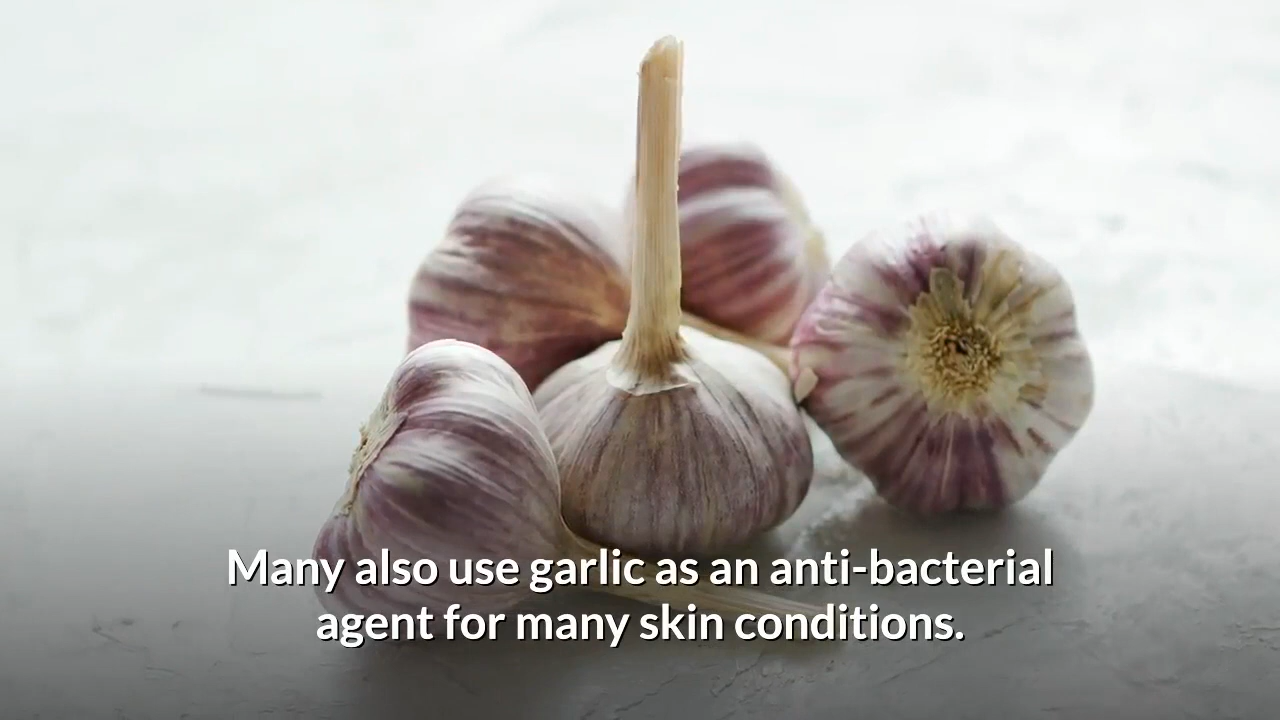 Many also use garlic as an anti-bacterial
agent for many skin conditions.